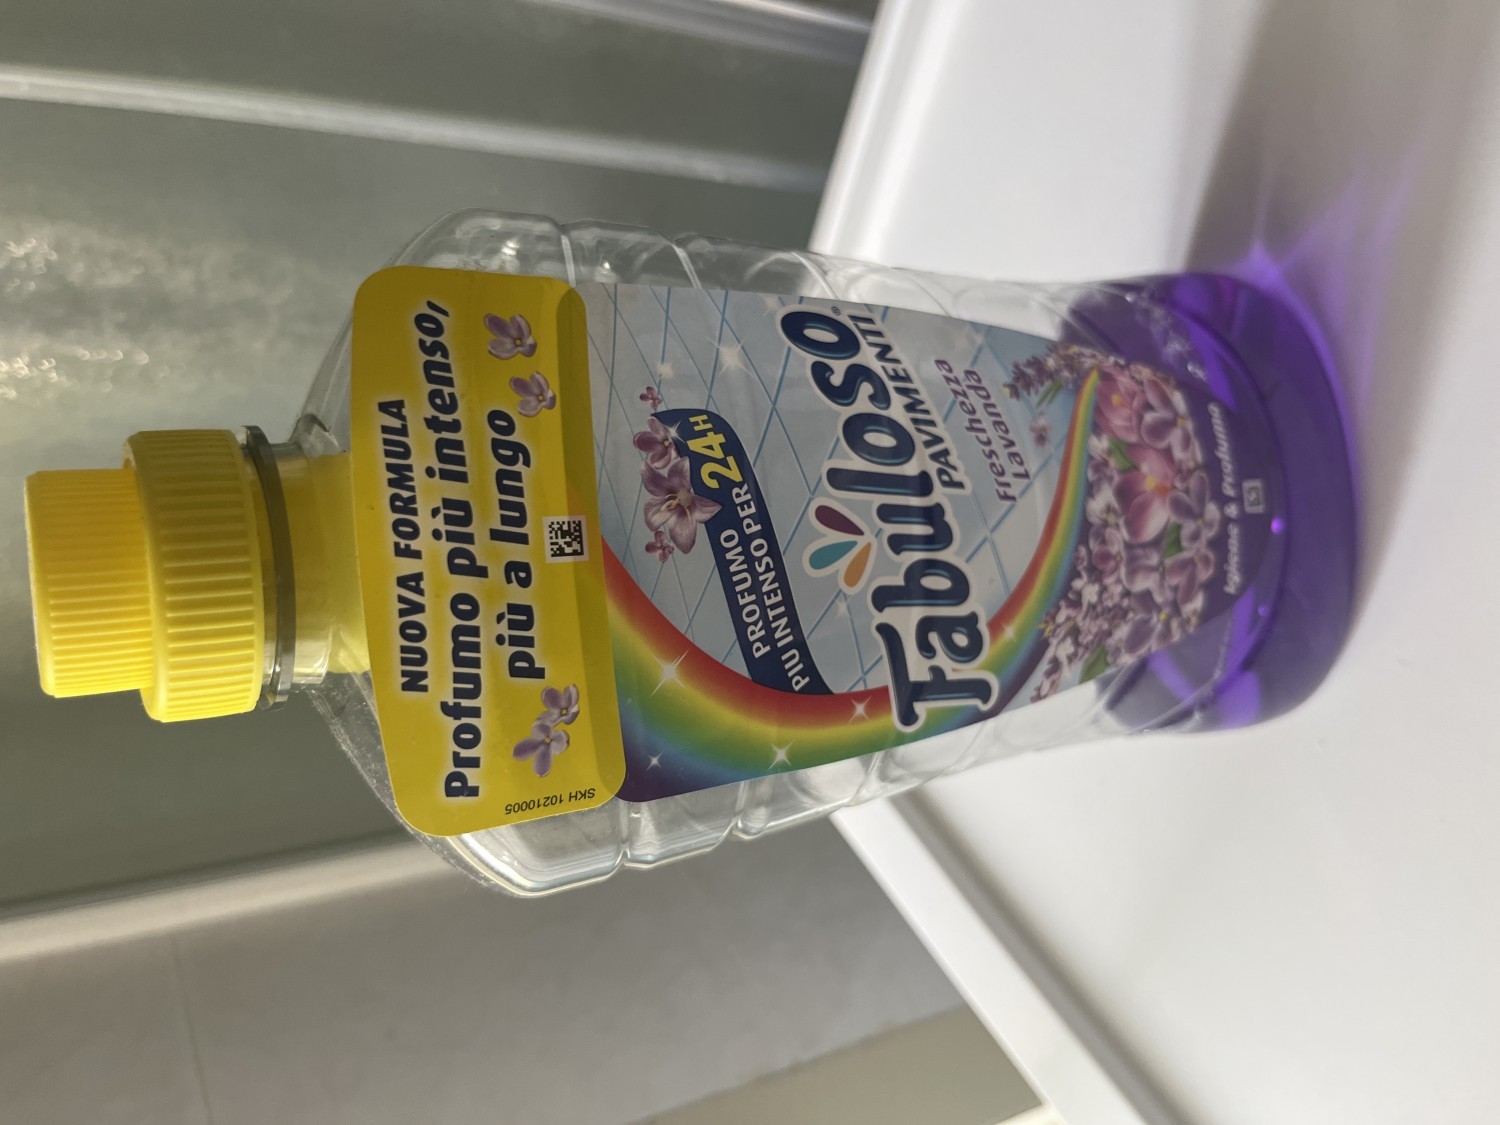 NUOVA FORMULA
Profumo più intenso,
più a lungo
SKH 10210005
PROFUMO
PIU INTENSO PER 24H
Fabuloso®
PAVIMENTI
Freschezza
Lavanda
Igiene & Profumo